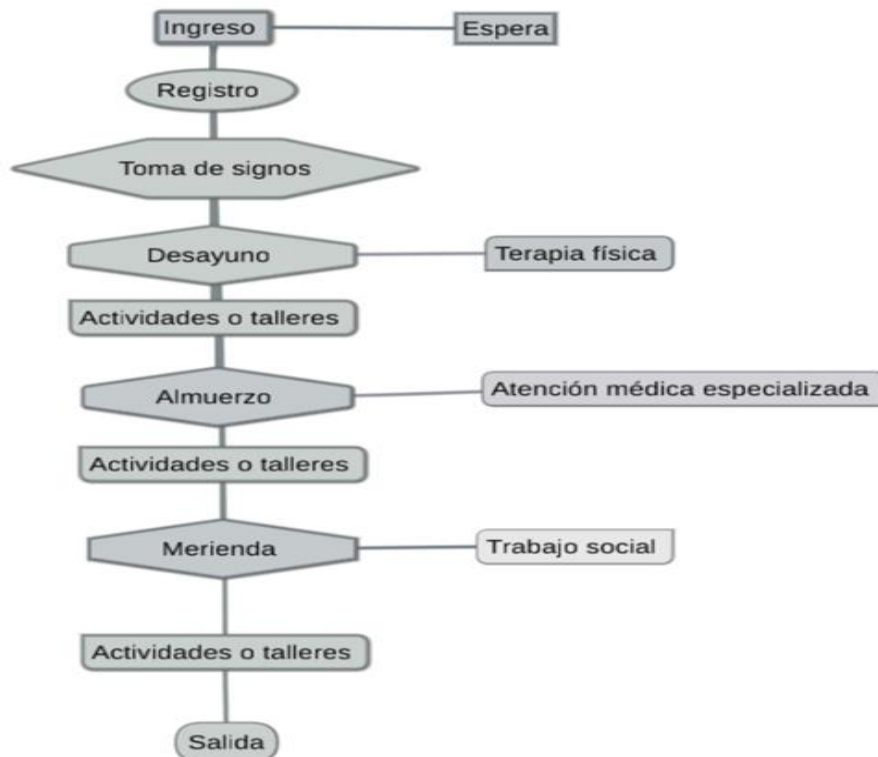 Ingreso
Espera
Registro
Toma de signos
Desayuno
Terapia física
Actividades o talleres
Almuerzo
Atención médica especializada
Actividades o talleres
Merienda
Trabajo social
Actividades o talleres
Salida